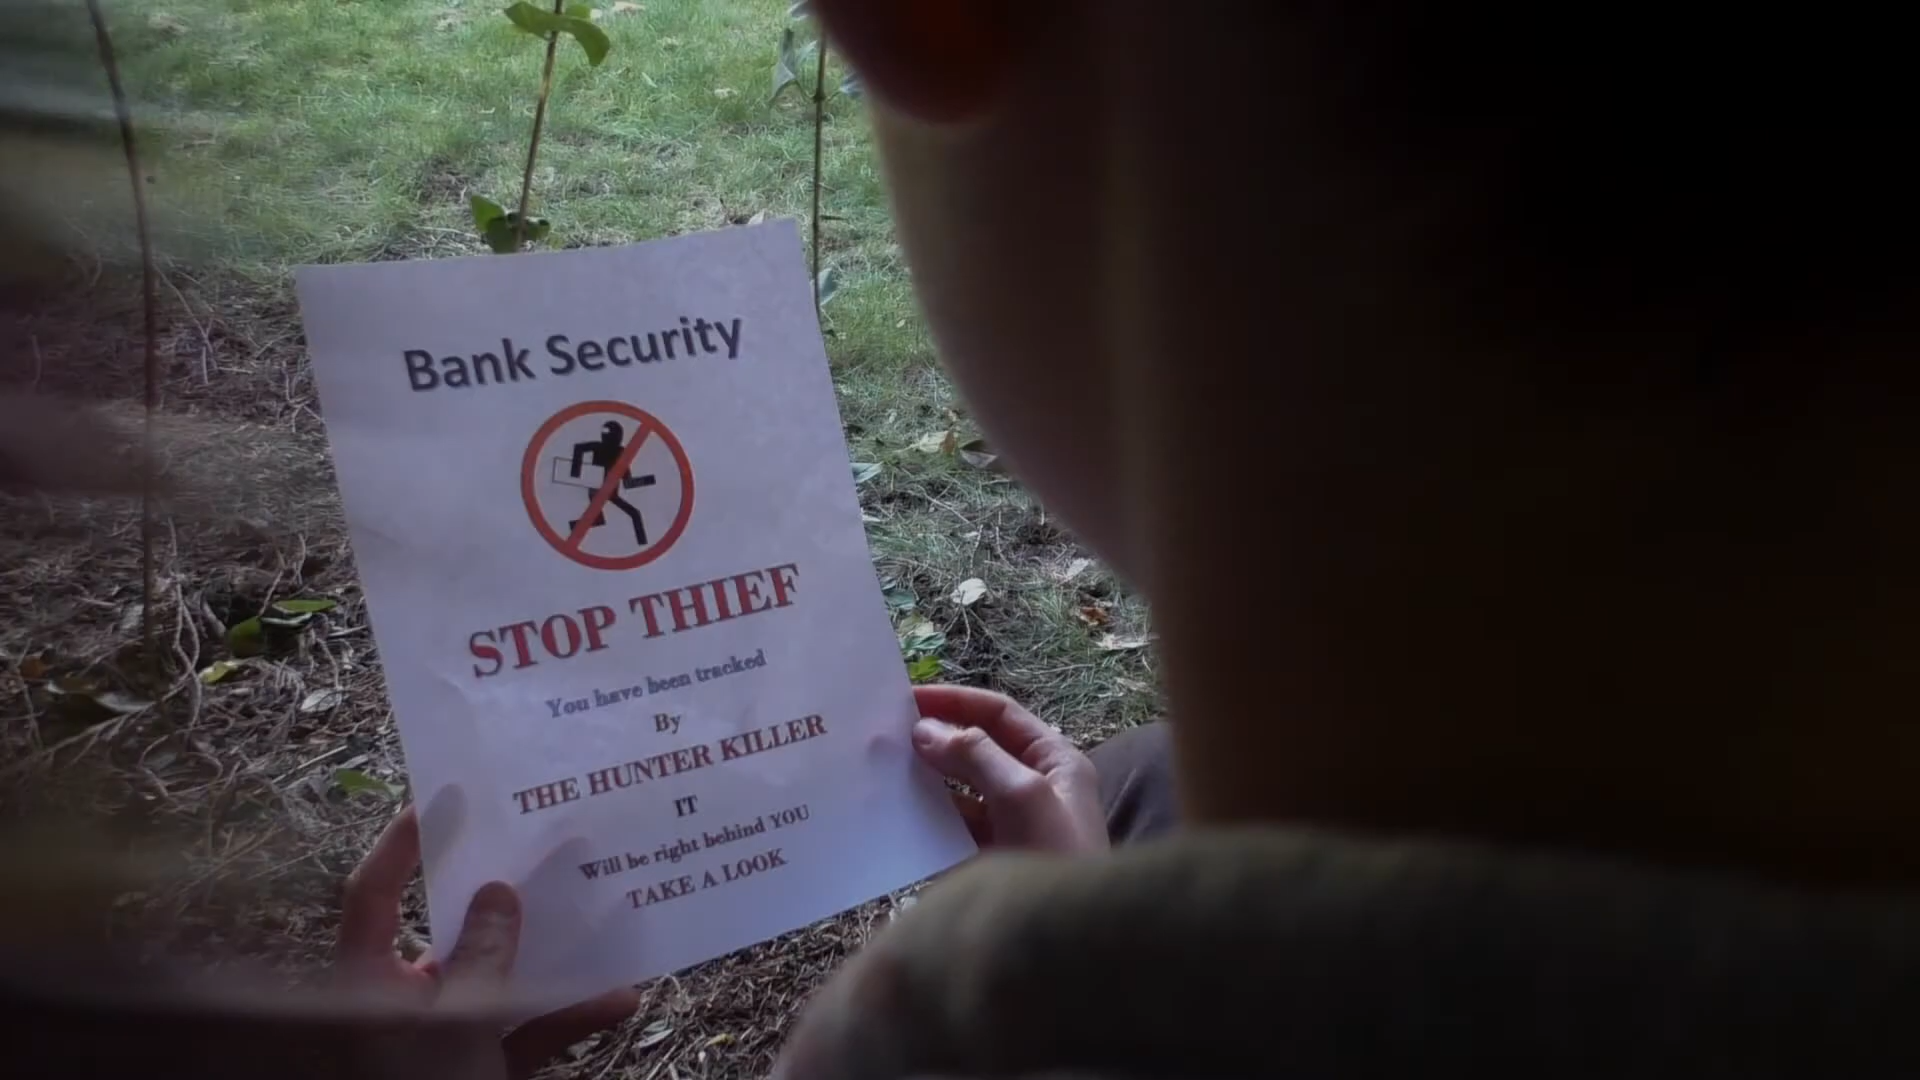 Bank Security
STOP THIEF
You have been tracked
By
THE HUNTER KILLER
IT
Will be right behind YOU
TAKE A LOOK